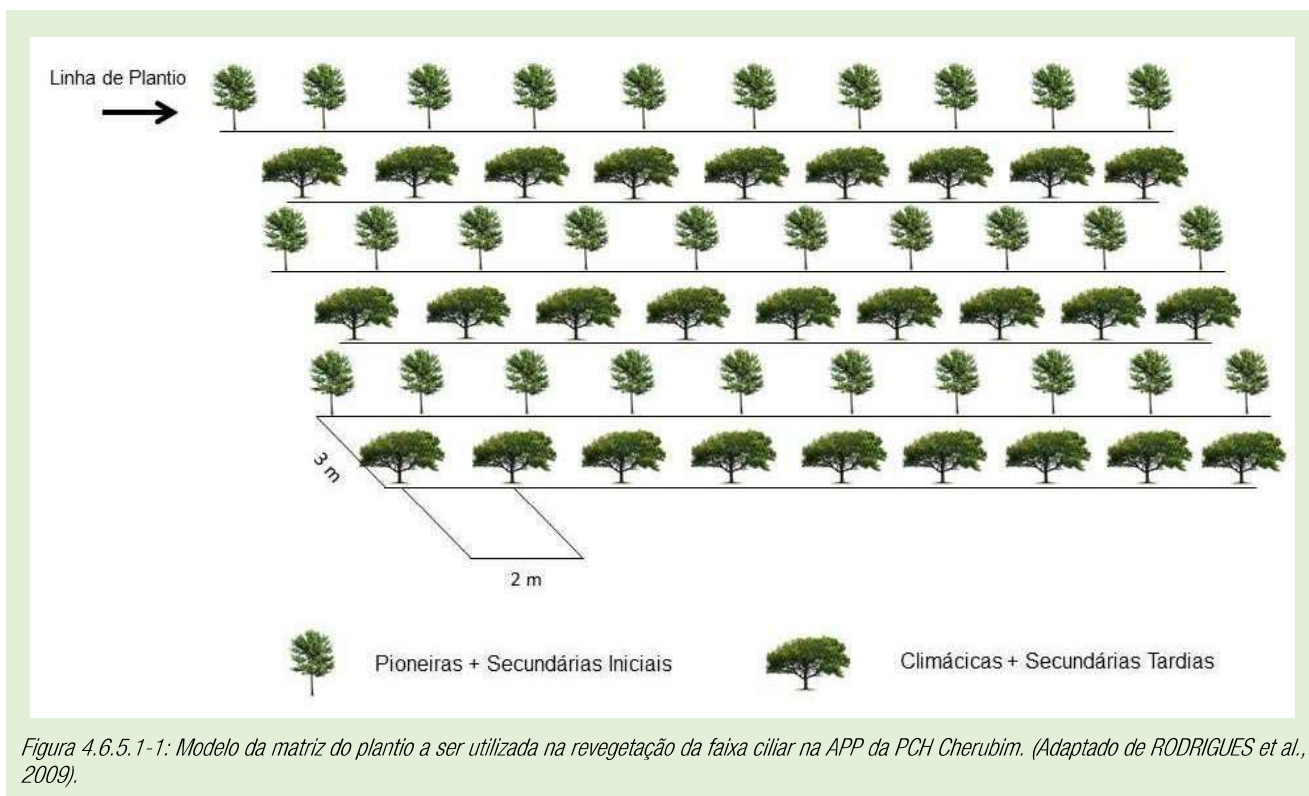 Linha de Plantio
3 m
2 m
Pioneiras + Secundárias Iniciais
Climácicas + Secundárias Tardias
Figura 4.6.5.1-1: Modelo da matriz do plantio a ser utilizada na revegetação da faixa ciliar na APP da PCH Cherubim. (Adaptado de RODRIGUES et al.,
2009).